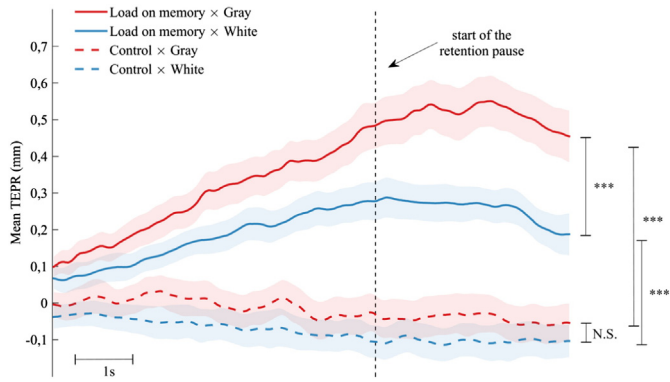 Load on memory × Gray
Load on memory × White
Control × Gray
Control × White
start of the
retention pause
Mean TEPR (mm)
0,7
0,6
0,5
0,4
0,3
0,2
0,1
0
-0,1
1s
***
***
***
N.S.